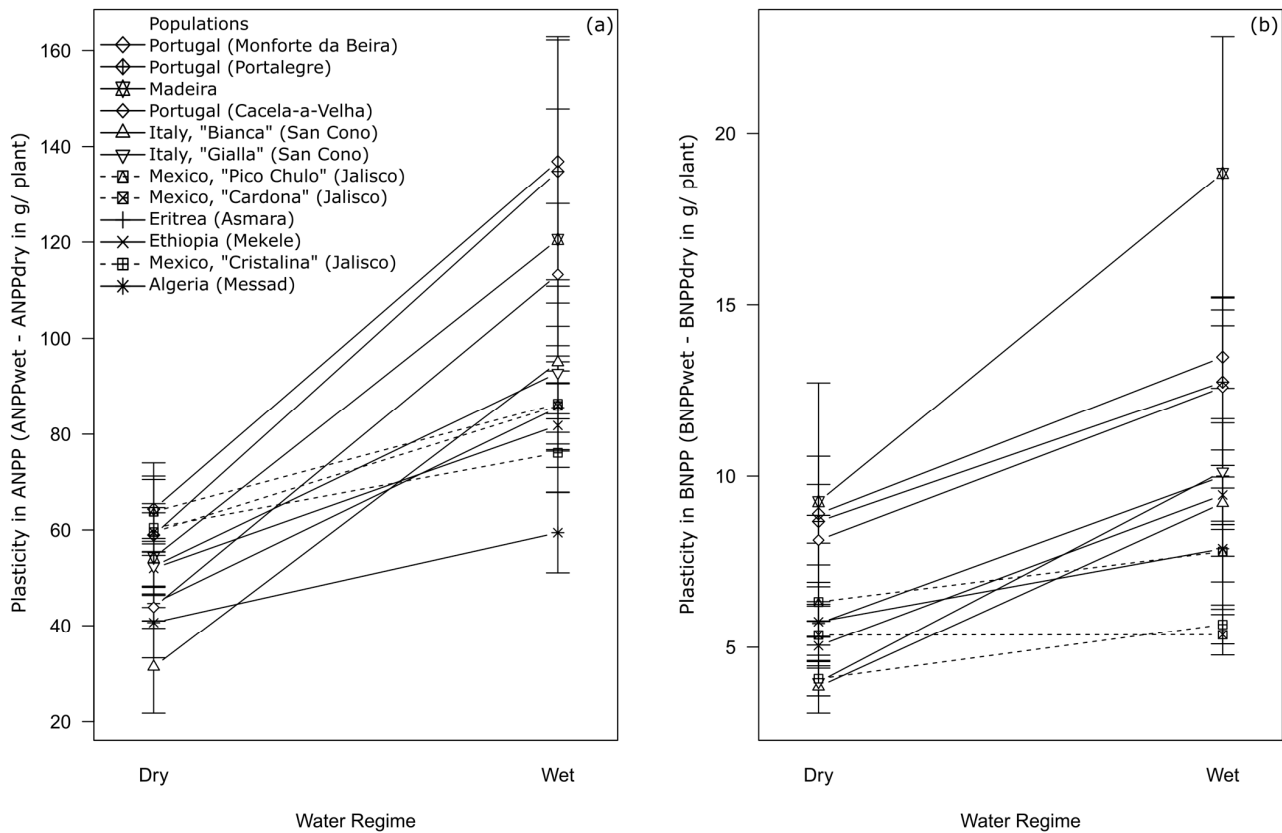 (a)
Populations
Portugal (Monforte da Beira)
Portugal (Portalegre)
Madeira
Portugal (Cacela-a-Velha)
Italy, "Bianca" (San Cono)
Italy, "Gialla" (San Cono)
Mexico, "Pico Chulo" (Jalisco)
Mexico, "Cardona" (Jalisco)
Eritrea (Asmara)
Ethiopia (Mekele)
Mexico, "Cristalina" (Jalisco)
Algeria (Messad)
Plasticity in ANPP (ANPPwet - ANPPdry in g/ plant)
160
140
120
100
80
60
40
20
Dry
Wet
Water Regime
(b)
Plasticity in BNPP (BNPPwet - BNPPdry in g/ plant)
20
15
10
5
Dry
Wet
Water Regime